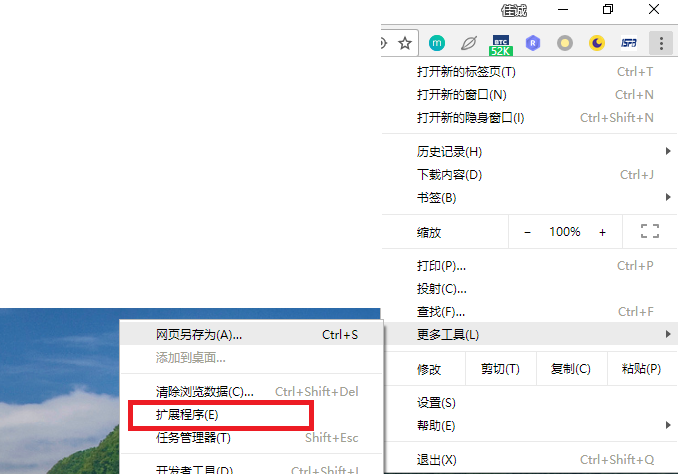 佳诚
BTC
52K
m
R
ISPB
打开新的标签页(T) Ctrl+T
打开新的窗口(N) Ctrl+N
打开新的隐身窗口(I) Ctrl+Shift+N
历史记录(H)
下载内容(D) Ctrl+J
书签(B)
缩放 − 100% +
打印(P)... Ctrl+P
投射(C)...
查找(F)... Ctrl+F
更多工具(L)
修改 剪切(T) 复制(C) 粘贴(P)
设置(S)
帮助(E)
退出(X) Ctrl+Shift+Q
网页另存为(A)... Ctrl+S
添加到桌面...
清除浏览数据(C)... Ctrl+Shift+Del
扩展程序(E)
任务管理器(T) Shift+Esc
开发者工具(D) Ctrl+Shift+I